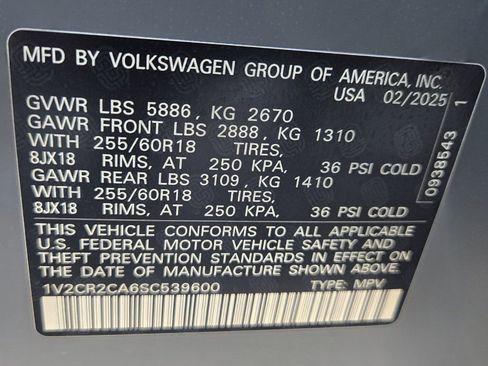 MFD BY VOLKSWAGEN GROUP OF AMERICA, INC.
USA 02/2025
GVWR LBS 5886 , KG 2670
GAWR FRONT LBS 2888 , KG 1310
WITH 255/60R18 TIRES,
8JX18 RIMS, AT 250 KPA, 36 PSI COLD
GAWR REAR LBS 3109 , KG 1410
WITH 255/60R18 TIRES,
8JX18 RIMS, AT 250 KPA, 36 PSI COLD
THIS VEHICLE CONFORMS TO ALL APPLICABLE
U.S. FEDERAL MOTOR VEHICLE SAFETY AND
THEFT PREVENTION STANDARDS IN EFFECT ON
THE DATE OF MANUFACTURE SHOWN ABOVE.
1V2CR2CA6SC539600 TYPE: MPV
0938543 1